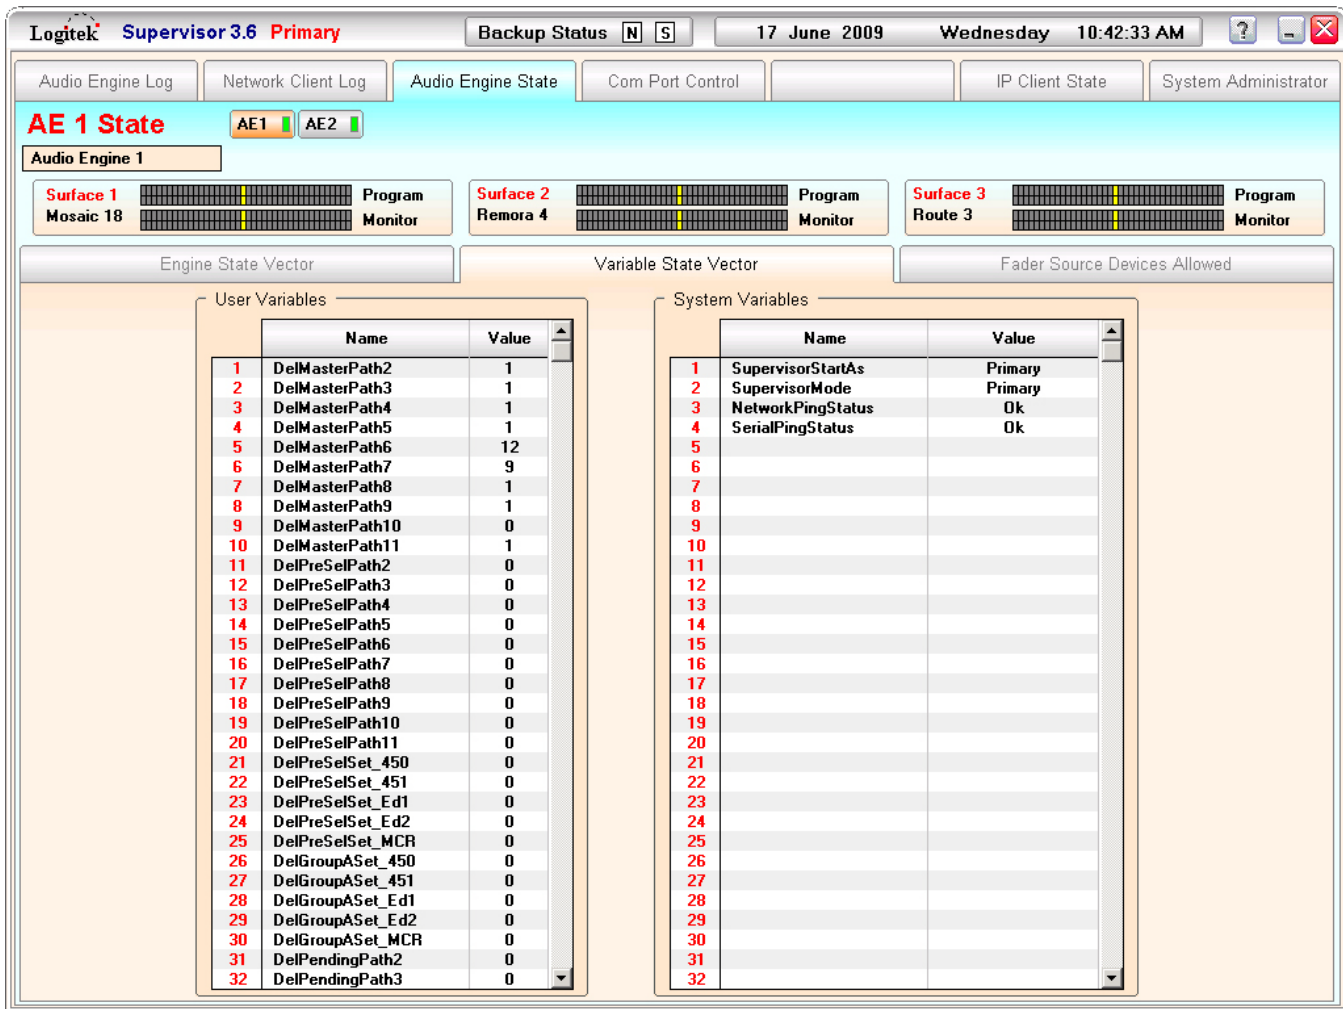 Logitek Supervisor 3.6 Primary Backup Status N S 17 June 2009 Wednesday 10:42:33 AM ?
Audio Engine Log Network Client Log Audio Engine State Com Port Control IP Client State System Administrator
AE 1 State AE1 AE2
Audio Engine 1
Surface 1 Program Surface 2 Program Surface 3 Program
Mosaic 18 Monitor Remora 4 Monitor Route 3 Monitor
Engine State Vector Variable State Vector Fader Source Devices Allowed
User Variables
Name Value
1 DelMasterPath2 1
2 DelMasterPath3 1
3 DelMasterPath4 1
4 DelMasterPath5 1
5 DelMasterPath6 12
6 DelMasterPath7 9
7 DelMasterPath8 1
8 DelMasterPath9 1
9 DelMasterPath10 0
10 DelMasterPath11 1
11 DelPreSelPath2 0
12 DelPreSelPath3 0
13 DelPreSelPath4 0
14 DelPreSelPath5 0
15 DelPreSelPath6 0
16 DelPreSelPath7 0
17 DelPreSelPath8 0
18 DelPreSelPath9 0
19 DelPreSelPath10 0
20 DelPreSelPath11 0
21 DelPreSelSet_450 0
22 DelPreSelSet_451 0
23 DelPreSelSet_Ed1 0
24 DelPreSelSet_Ed2 0
25 DelPreSelSet_MCR 0
26 DelGroupASet_450 0
27 DelGroupASet_451 0
28 DelGroupASet_Ed1 0
29 DelGroupASet_Ed2 0
30 DelGroupASet_MCR 0
31 DelPendingPath2 0
32 DelPendingPath3 0
System Variables
Name Value
1 SupervisorStartAs Primary
2 SupervisorMode Primary
3 NetworkPingStatus Ok
4 SerialPingStatus Ok
5
6
7
8
9
10
11
12
13
14
15
16
17
18
19
20
21
22
23
24
25
26
27
28
29
30
31
32